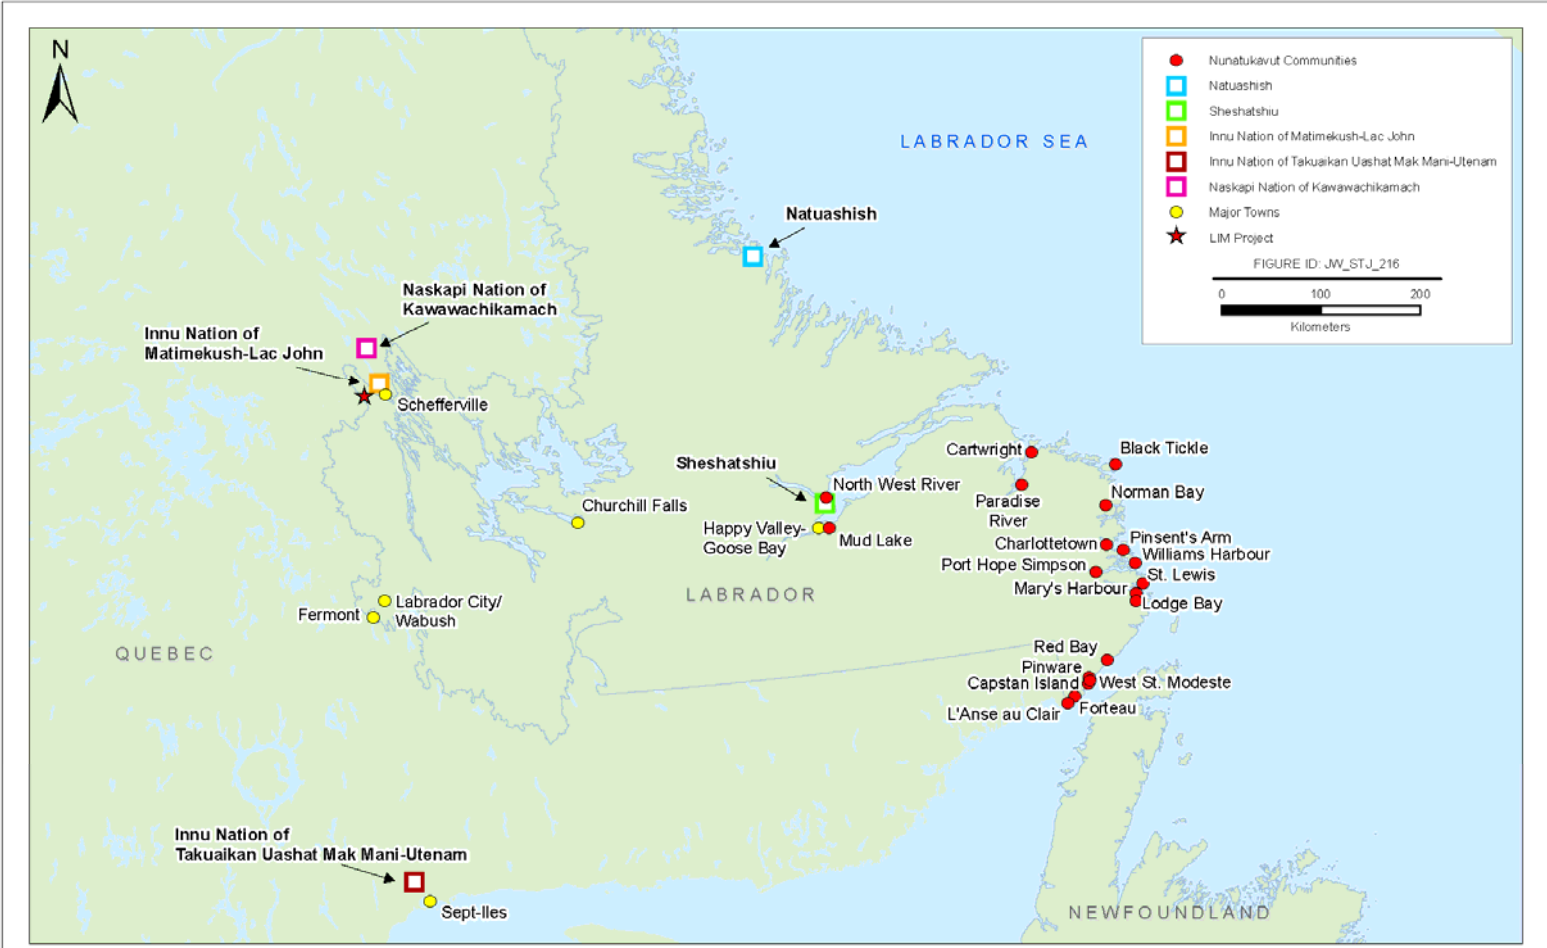 N
Nunatukavut Communities
Natuashish
Sheshatshiu
Innu Nation of Matimekush-Lac John
Innu Nation of Takuaikan Uashat Mak Mani-Utenam
Naskapi Nation of Kawawachikamach
Major Towns
LIM Project
FIGURE ID: JW_STJ_216
0 100 200
Kilometers
LABRADOR SEA
Natuashish
Naskapi Nation of
Kawawachikamach
Innu Nation of
Matimekush-Lac John
Schefferville
Cartwright
Black Tickle
Sheshatshiu
North West River
Paradise
River
Norman Bay
Churchill Falls
Happy Valley-
Goose Bay
Mud Lake
Charlottetown
Pinsent's Arm
Williams Harbour
Port Hope Simpson
St. Lewis
Mary's Harbour
Lodge Bay
LABRADOR
Labrador City/
Wabush
Fermont
QUEBEC
Red Bay
Pinware
Capstan Island
West St. Modeste
L'Anse au Clair
Forteau
Innu Nation of
Takuaikan Uashat Mak Mani-Utenam
Sept-Iles
NEWFOUNDLAND